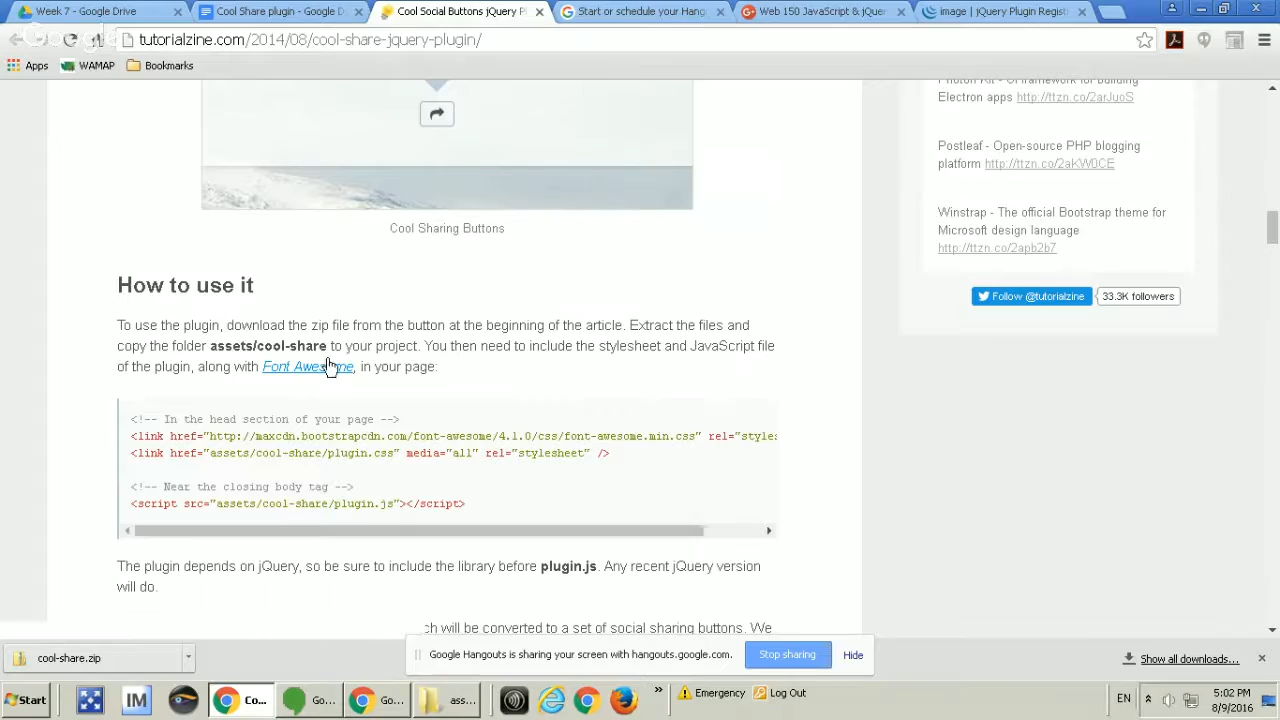 Week 7 - Google Drive
Cool Share plugin - Google D
Cool Social Buttons jQuery P
Start or schedule your Hang
Web 150 JavaScript & jQuer
image | jQuery Plugin Regist
tutorialzine.com/2014/08/cool-share-jquery-plugin/
Apps
WAMAP
Bookmarks
Photon Kit - UI framework for building
Electron apps http://ttzn.co/2arJuoS
Postleaf - Open-source PHP blogging
platform http://ttzn.co/2aKW0CE
Winstrap - The official Bootstrap theme for
Microsoft design language
http://ttzn.co/2apb2b7
Follow @tutorialzine
33.3K followers
Cool Sharing Buttons
How to use it
To use the plugin, download the zip file from the button at the beginning of the article. Extract the files and
copy the folder assets/cool-share to your project. You then need to include the stylesheet and JavaScript file
of the plugin, along with Font Awesome, in your page:
<!-- In the head section of your page -->
<link href="http://maxcdn.bootstrapcdn.com/font-awesome/4.1.0/css/font-awesome.min.css" rel="styles
<link href="assets/cool-share/plugin.css" media="all" rel="stylesheet" />
<!-- Near the closing body tag -->
<script src="assets/cool-share/plugin.js"></script>
The plugin depends on jQuery, so be sure to include the library before plugin.js. Any recent jQuery version
will do.
ch will be converted to a set of social sharing buttons. We
Google Hangouts is sharing your screen with hangouts.google.com.
Stop sharing
Hide
cool-share.zip
Show all downloads...
Start
IM
Co...
Go...
Go...
ass...
Emergency
Log Out
EN
5:02 PM
8/9/2016